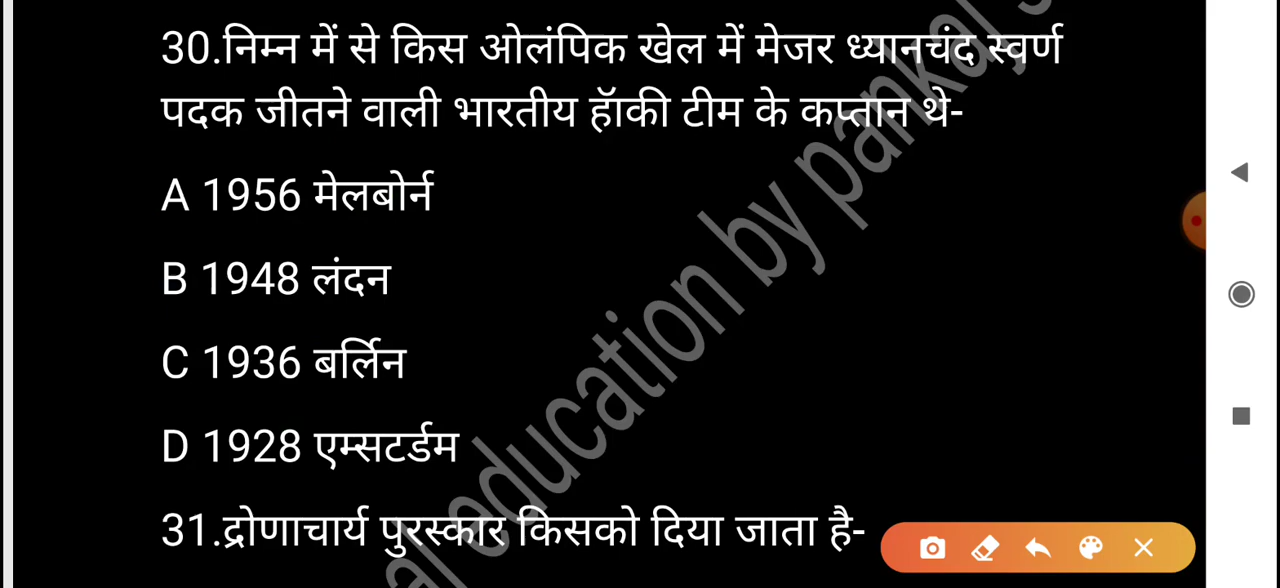 30.निम्न में से किस ओलंपिक खेल में मेजर ध्यानचंद स्वर्ण
पदक जीतने वाली भारतीय हॅाकी टीम के कप्तान थे-
A 1956 मेलबोर्न
B 1948 लंदन
C 1936 बर्लिन
D 1928 एम्सटर्डम
31.द्रोणाचार्य पुरस्कार किसको दिया जाता है-
education by pankaj